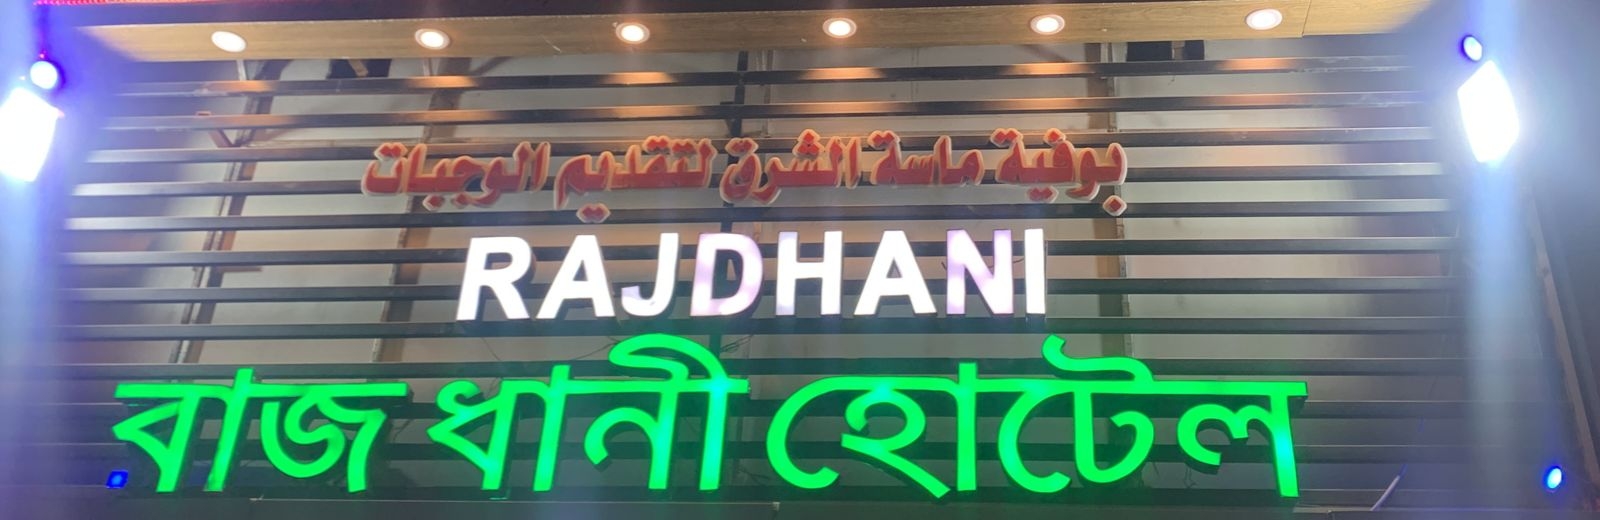 بوفية ماسة الشرق لتقديم الوجبات
RAJDHANI
বাজ ধানী হোটেল